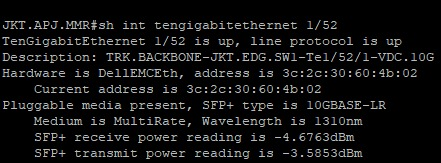 JKT.APJ.MMR#sh int tengigabitethernet 1/52
TenGigabitEthernet 1/52 is up, line protocol is up
Description: TRK.BACKBONE-JKT.EDG.SW1-Te1/52/1-VDC.10G
Hardware is DellEMCEth, address is 3c:2c:30:60:4b:02
    Current address is 3c:2c:30:60:4b:02
Pluggable media present, SFP+ type is 10GBASE-LR
    Medium is MultiRate, Wavelength is 1310nm
    SFP+ receive power reading is -4.6763dBm
    SFP+ transmit power reading is -3.5853dBm